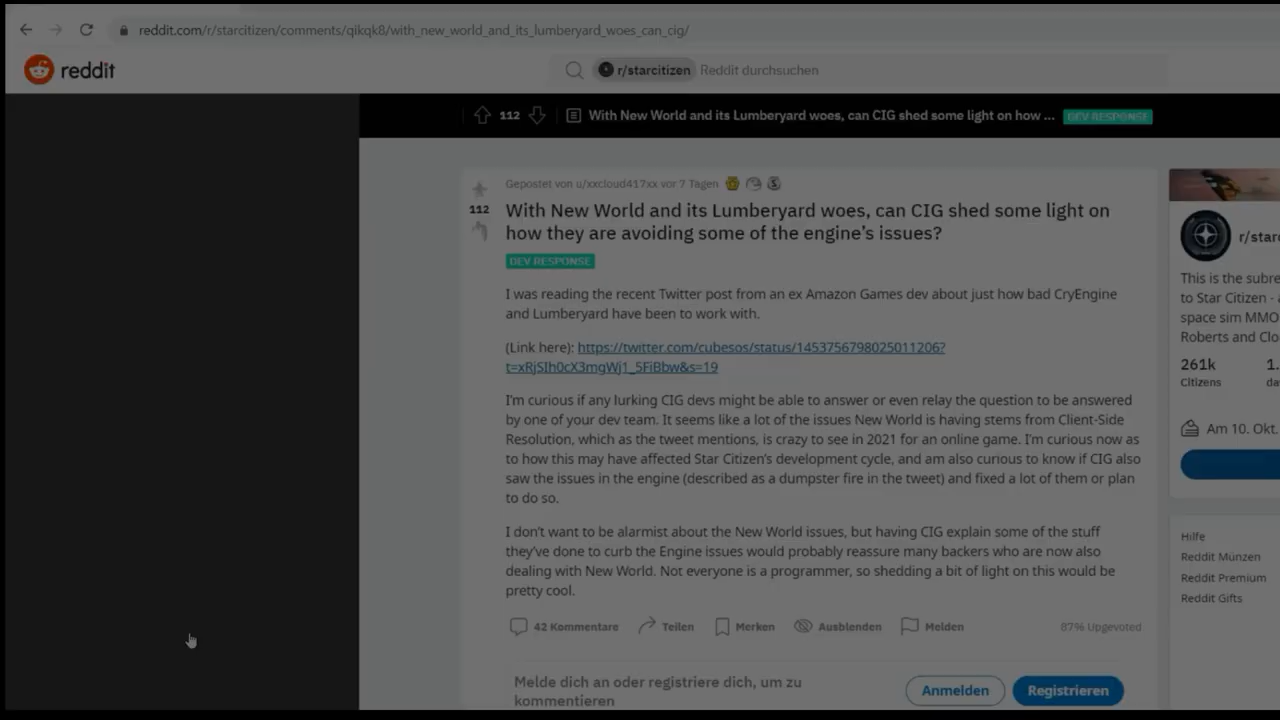 reddit.com/r/starcitizen/comments/qikqk8/with_new_world_and_its_lumberyard_woes_can_cig/
reddit
r/starcitizen Reddit durchsuchen
112 With New World and its Lumberyard woes, can CIG shed some light on how ... DEV RESPONSE
Gepostet von u/xxcloud417xx vor 7 Tagen
112
With New World and its Lumberyard woes, can CIG shed some light on
how they are avoiding some of the engine's issues?
DEV RESPONSE
I was reading the recent Twitter post from an ex Amazon Games dev about just how bad CryEngine
and Lumberyard have been to work with.
(Link here): https://twitter.com/cubesos/status/1453756798025011206?
t=xRjSIh0cX3mgWj1_5FiBbw&s=19
I'm curious if any lurking CIG devs might be able to answer or even relay the question to be answered
by one of your dev team. It seems like a lot of the issues New World is having stems from Client-Side
Resolution, which as the tweet mentions, is crazy to see in 2021 for an online game. I'm curious now as
to how this may have affected Star Citizen's development cycle, and am also curious to know if CIG also
saw the issues in the engine (described as a dumpster fire in the tweet) and fixed a lot of them or plan
to do so.
I don't want to be alarmist about the New World issues, but having CIG explain some of the stuff
they've done to curb the Engine issues would probably reassure many backers who are now also
dealing with New World. Not everyone is a programmer, so shedding a bit of light on this would be
pretty cool.
42 Kommentare Teilen Merken Ausblenden Melden 87% Upgevoted
Melde dich an oder registriere dich, um zu
kommentieren
Anmelden Registrieren
r/starc
This is the subre
to Star Citizen - a
space sim MMO
Roberts and Clo
261k 1.
Citizens da
Am 10. Okt.
Hilfe
Reddit Münzen
Reddit Premium
Reddit Gifts